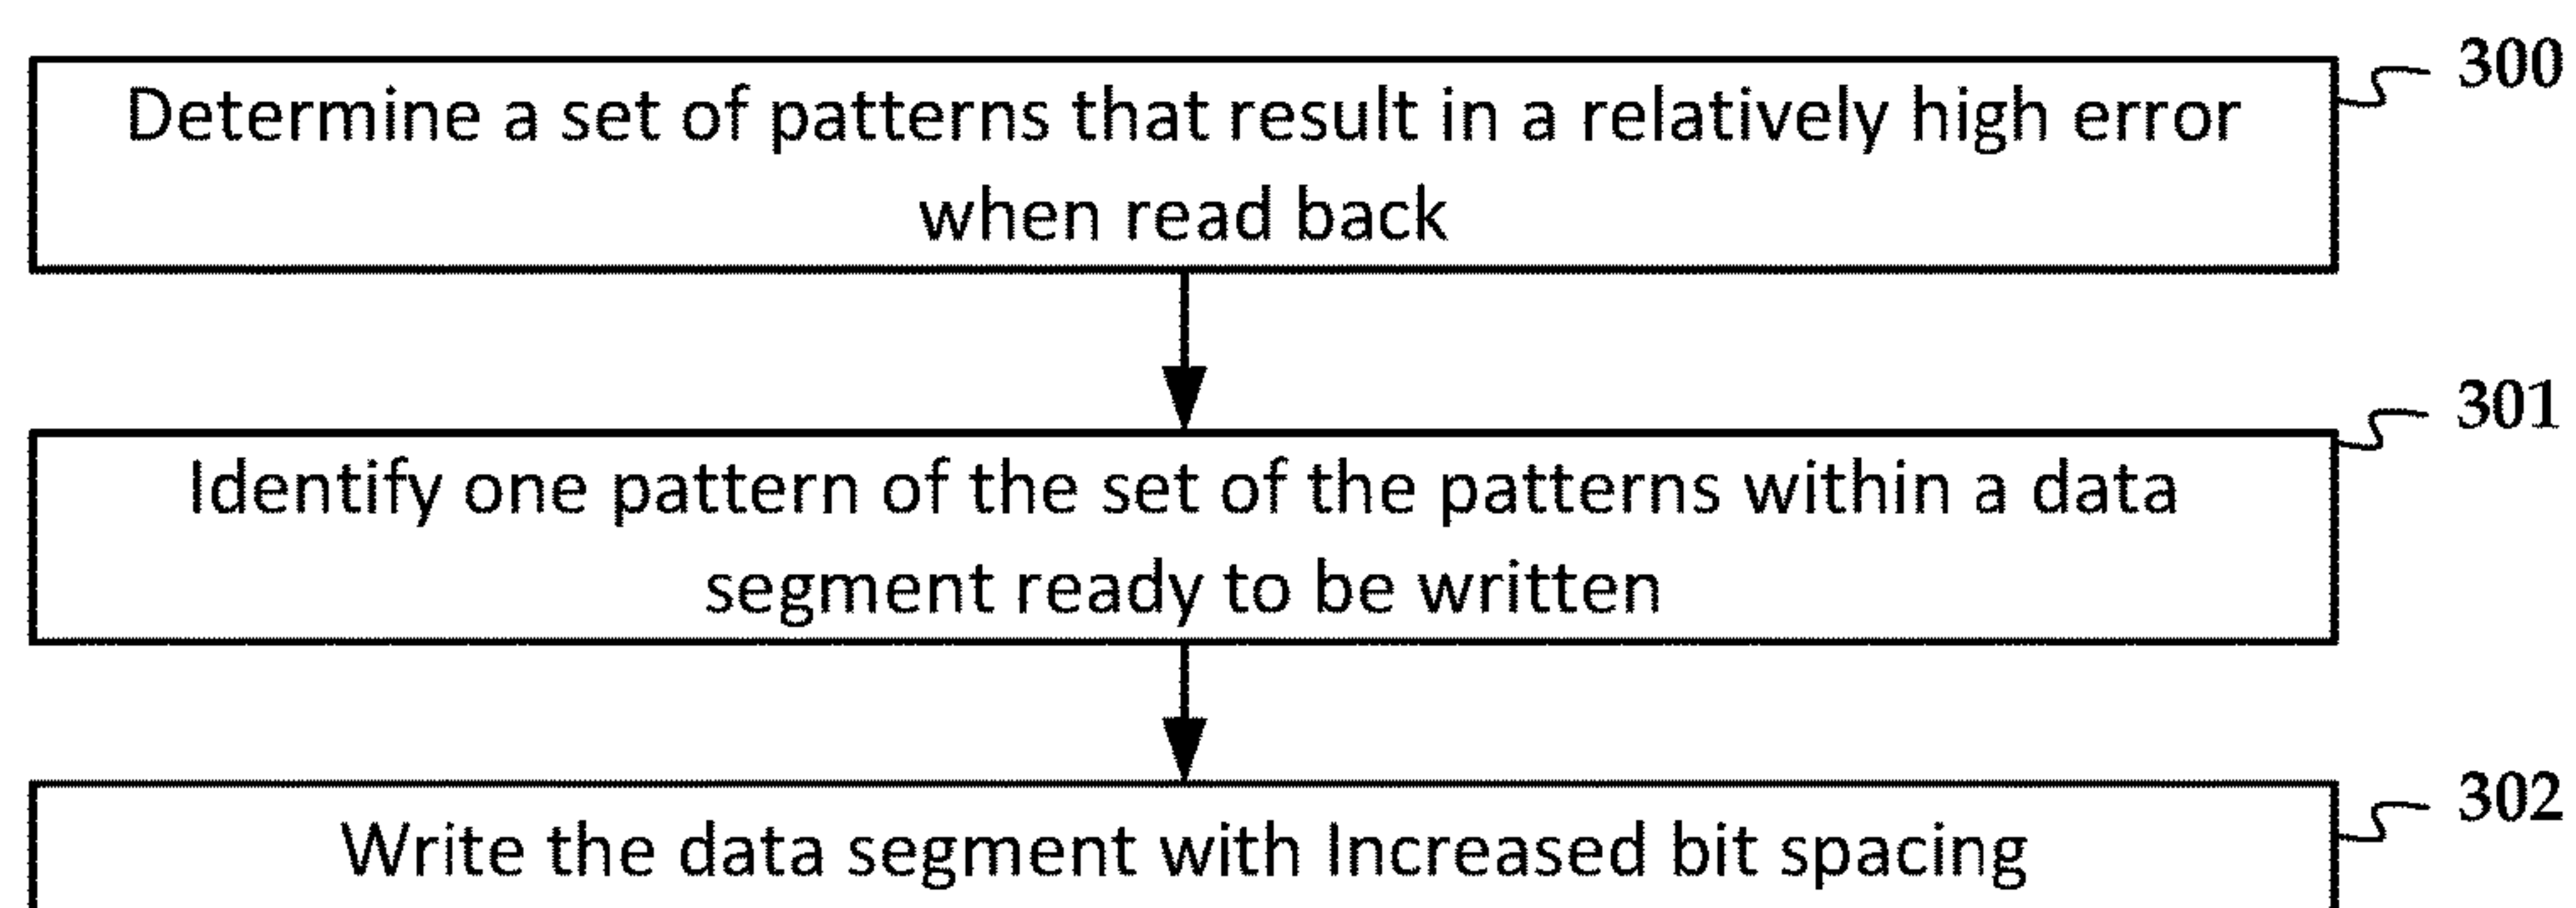 300
Determine a set of patterns that result in a relatively high error
when read back
301
Identify one pattern of the set of the patterns within a data
segment ready to be written
302
Write the data segment with Increased bit spacing